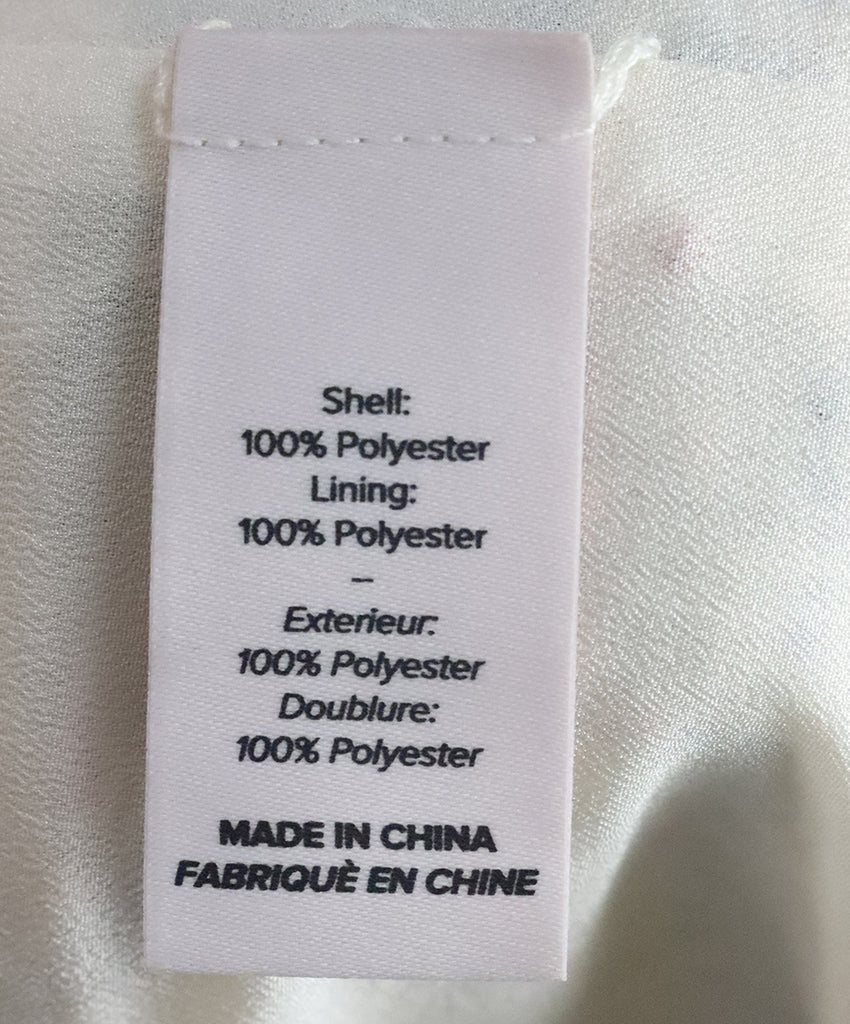 Shell:
100% Polyester
Lining:
100% Polyester
–
Exterieur:
100% Polyester
Doublure:
100% Polyester
MADE IN CHINA
FABRIQUÈ EN CHINE